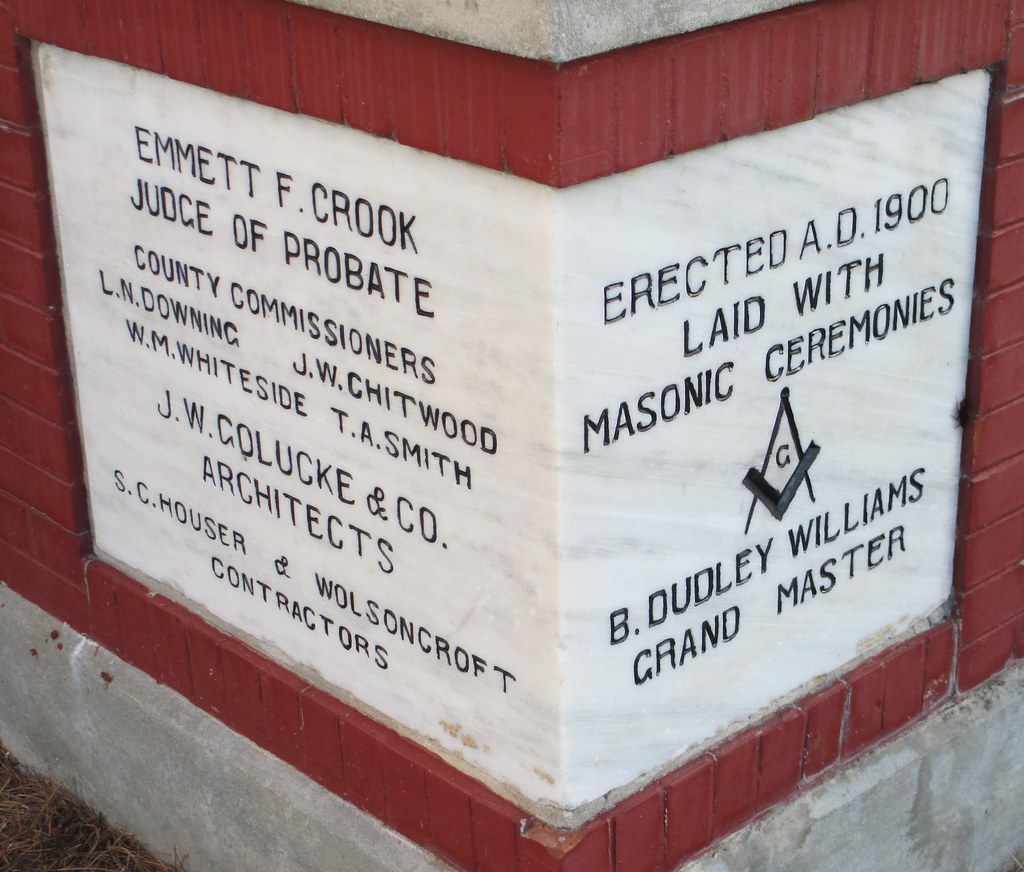 EMMETT F. CROOK
JUDGE OF PROBATE
COUNTY COMMISSIONERS
L.N. DOWNING J.W. CHITWOOD
W.M. WHITESIDE T.A. SMITH
J.W. GOLUCKE & CO.
ARCHITECTS
S.C. HOUSER & WOLSONCROFT
CONTRACTORS
ERECTED A.D. 1900
LAID WITH
MASONIC CEREMONIES
G
B. DUDLEY WILLIAMS
GRAND MASTER